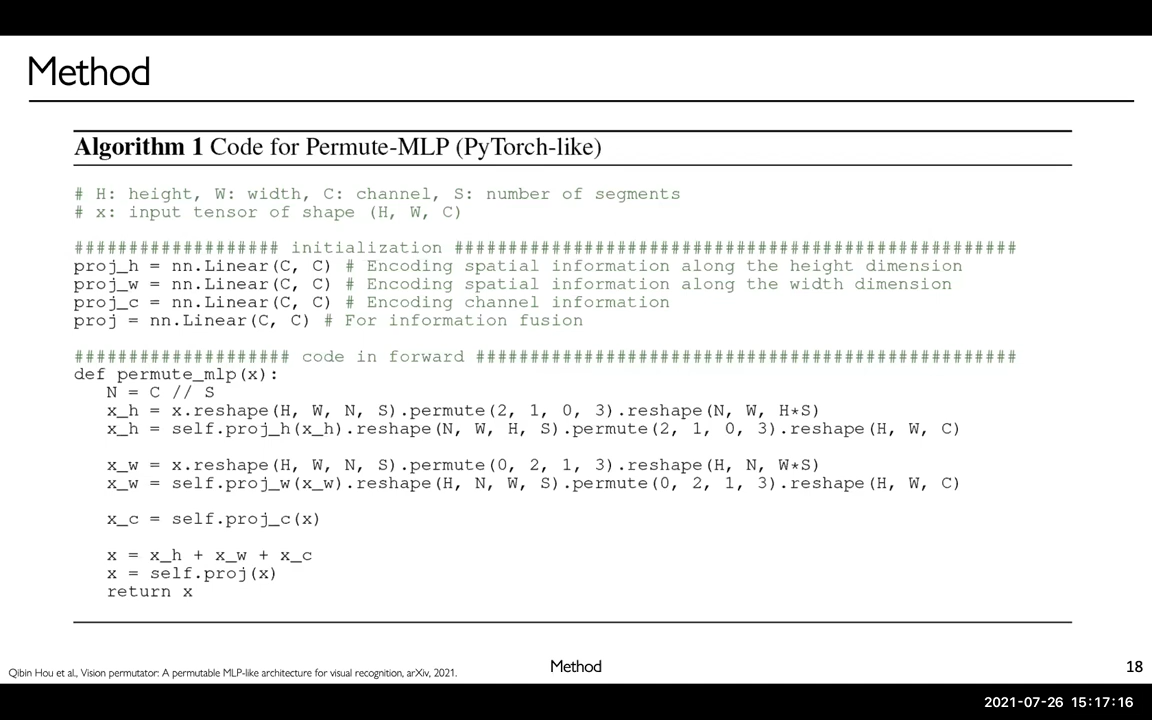 Method
Algorithm 1 Code for Permute-MLP (PyTorch-like)
# H: height, W: width, C: channel, S: number of segments
# x: input tensor of shape (H, W, C)
################### initialization ####################################################
proj_h = nn.Linear(C, C) # Encoding spatial information along the height dimension
proj_w = nn.Linear(C, C) # Encoding spatial information along the width dimension
proj_c = nn.Linear(C, C) # Encoding channel information
proj = nn.Linear(C, C) # For information fusion
#################### code in forward ##################################################
def permute_mlp(x):
N = C // S
x_h = x.reshape(H, W, N, S).permute(2, 1, 0, 3).reshape(N, W, H*S)
x_h = self.proj_h(x_h).reshape(N, W, H, S).permute(2, 1, 0, 3).reshape(H, W, C)
x_w = x.reshape(H, W, N, S).permute(0, 2, 1, 3).reshape(H, N, W*S)
x_w = self.proj_w(x_w).reshape(H, N, W, S).permute(0, 2, 1, 3).reshape(H, W, C)
x_c = self.proj_c(x)
x = x_h + x_w + x_c
x = self.proj(x)
return x
Qibin Hou et al., Vision permutator: A permutable MLP-like architecture for visual recognition, arXiv, 2021.
Method
18
2021-07-26 15:17:16